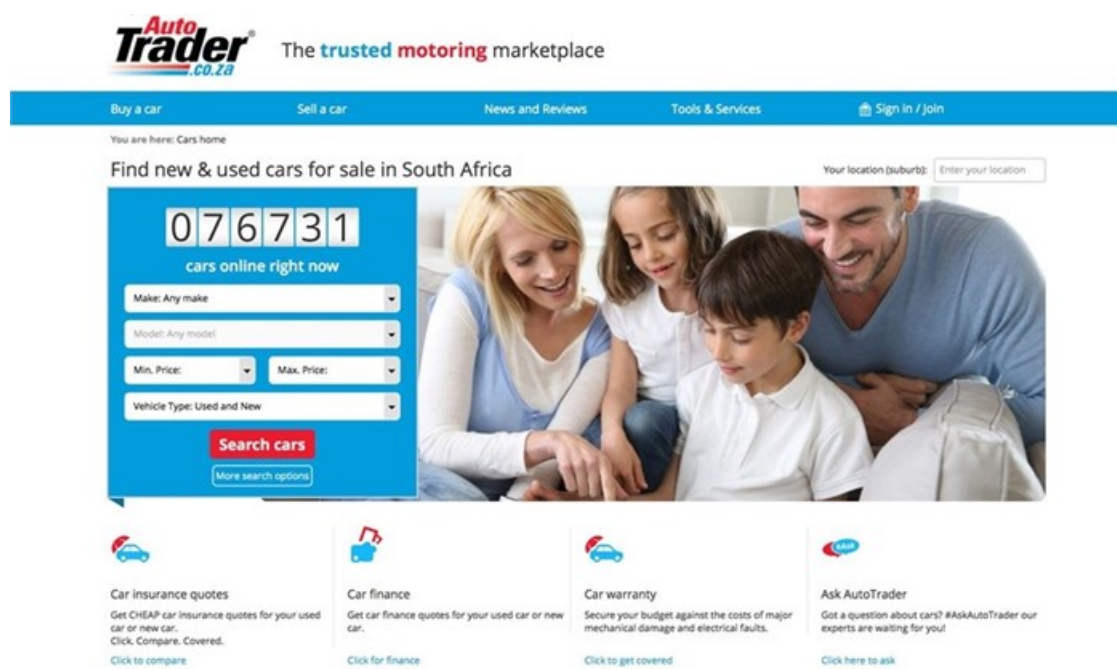 Auto
Trader®
.co.za
The trusted motoring marketplace
Buy a car
Sell a car
News and Reviews
Tools & Services
Sign in / Join
You are here: Cars home
Find new & used cars for sale in South Africa
Your location (suburb):
Enter your location
076731
cars online right now
Make: Any make
Model: Any model
Min. Price:
Max. Price:
Vehicle Type: Used and New
Search cars
More search options
Car insurance quotes
Get CHEAP car insurance quotes for your used
car or new car.
Click. Compare. Covered.
Click to compare
Car finance
Get car finance quotes for your used car or new
car.
Click for finance
Car warranty
Secure your budget against the costs of major
mechanical damage and electrical faults.
Click to get covered
#Ask
Ask AutoTrader
Got a question about cars? #AskAutoTrader our
experts are waiting for you!
Click here to ask